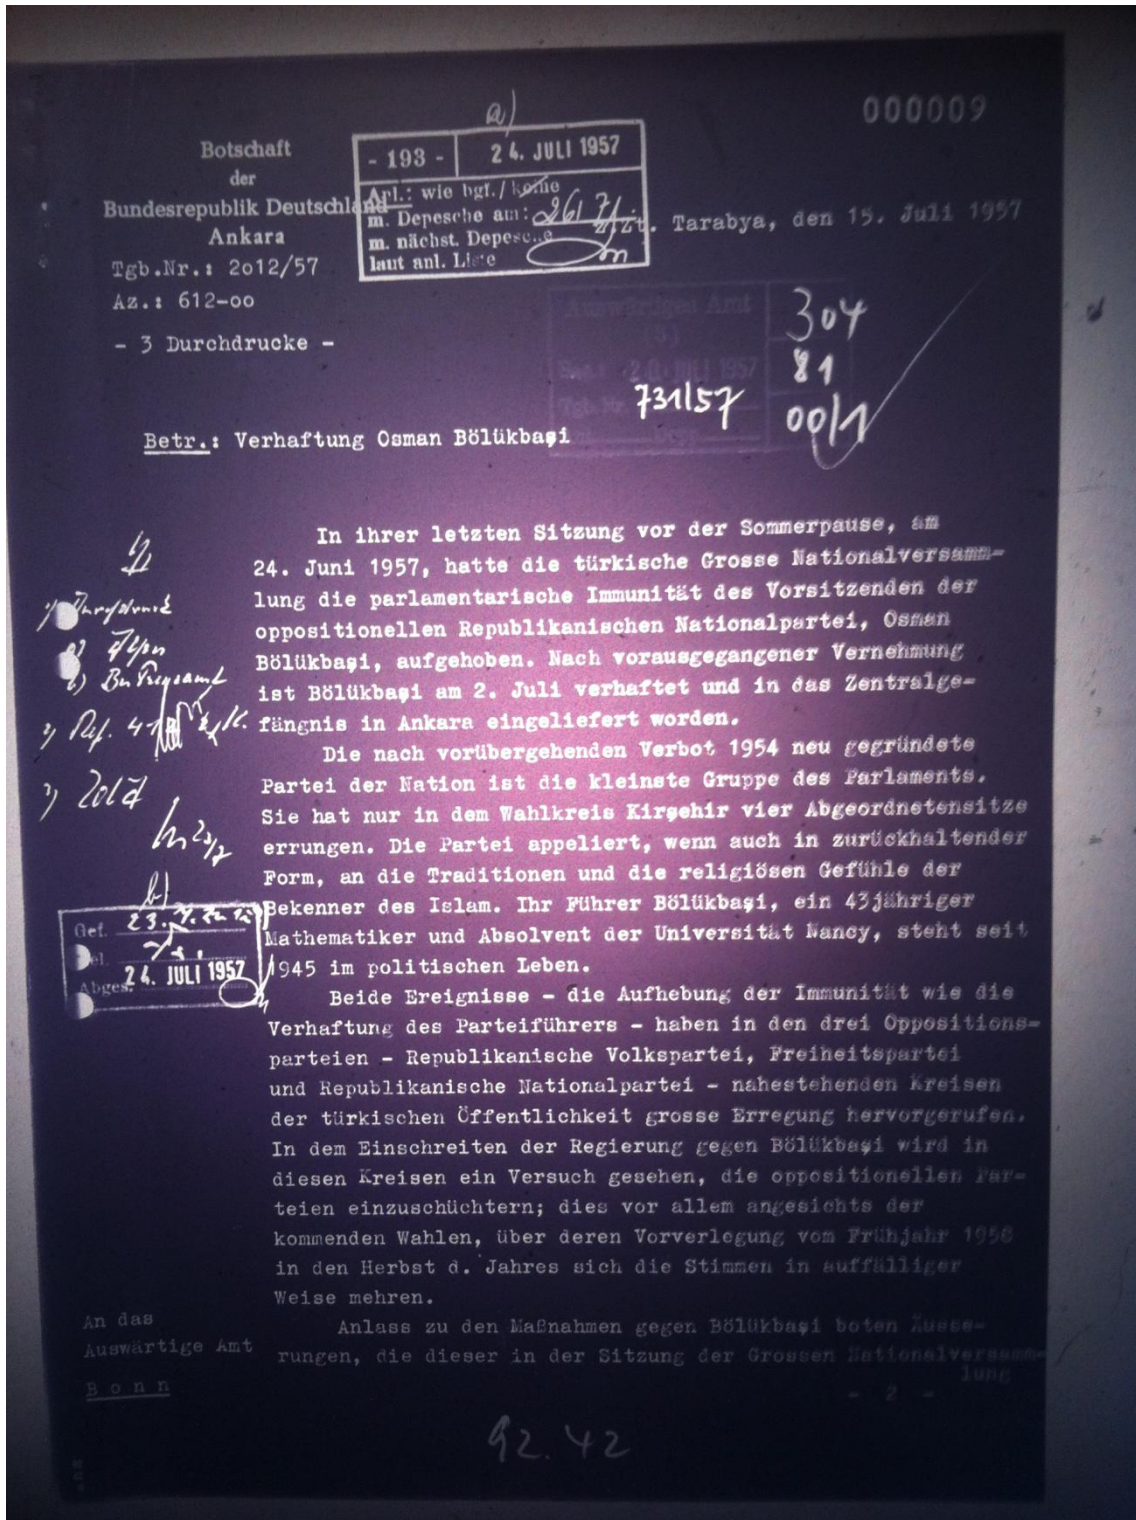 000009
a)
Botschaft
der
Bundesrepublik Deutschland
Ankara
Tgb.Nr.: 2o12/57
Az.: 612-oo
- 3 Durchdrucke -
- 193 - 24. JULI 1957
Anl.: wie bgf. / keine
m. Depesche am: 26/7
m. nächst. Depesche
laut anl. Liste
z.Zt. Tarabya, den 15. Juli 1957
Auswärtiges Amt
20. JULI 1957
Tgb. Nr.
731/57
304
81
00/1
Betr.: Verhaftung Osman Bölükbaşi
In ihrer letzten Sitzung vor der Sommerpause, am
24. Juni 1957, hatte die türkische Grosse Nationalversamm-
lung die parlamentarische Immunität des Vorsitzenden der
oppositionellen Republikanischen Nationalpartei, Osman
Bölükbaşi, aufgehoben. Nach vorausgegangener Vernehmung
ist Bölükbaşi am 2. Juli verhaftet und in das Zentralge-
fängnis in Ankara eingeliefert worden.
Die nach vorübergehenden Verbot 1954 neu gegründete
Partei der Nation ist die kleinste Gruppe des Parlaments.
Sie hat nur in dem Wahlkreis Kirşehir vier Abgeordnetensitze
errungen. Die Partei appeliert, wenn auch in zurückhaltender
Form, an die Traditionen und die religiösen Gefühle der
Bekenner des Islam. Ihr Führer Bölükbaşi, ein 43jähriger
Mathematiker und Absolvent der Universität Nancy, steht seit
1945 im politischen Leben.
Beide Ereignisse - die Aufhebung der Immunität wie die
Verhaftung des Parteiführers - haben in den drei Oppositions-
parteien - Republikanische Volkspartei, Freiheitspartei
und Republikanische Nationalpartei - nahestehenden Kreisen
der türkischen Öffentlichkeit grosse Erregung hervorgerufen.
In dem Einschreiten der Regierung gegen Bölükbaşi wird in
diesen Kreisen ein Versuch gesehen, die oppositionellen Par-
teien einzuschüchtern; dies vor allem angesichts der
kommenden Wahlen, über deren Vorverlegung vom Frühjahr 1958
in den Herbst d. Jahres sich die Stimmen in auffälliger
Weise mehren.
Anlass zu den Maßnahmen gegen Bölükbaşi boten Äusse-
rungen, die dieser in der Sitzung der Grossen Nationalversamm-
lung
- 2 -
b)
Gef. 23.
Abges. 24. JULI 1957
An das
Auswärtige Amt
Bonn
92.42